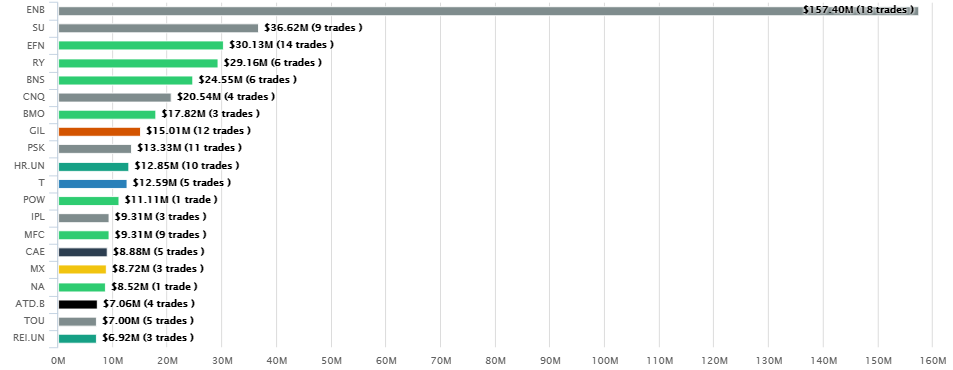 ENB $157.40M (18 trades )
SU $36.62M (9 trades )
EFN $30.13M (14 trades )
RY $29.16M (6 trades )
BNS $24.55M (6 trades )
CNQ $20.54M (4 trades )
BMO $17.82M (3 trades )
GIL $15.01M (12 trades )
PSK $13.33M (11 trades )
HR.UN $12.85M (10 trades )
T $12.59M (5 trades )
POW $11.11M (1 trade )
IPL $9.31M (3 trades )
MFC $9.31M (9 trades )
CAE $8.88M (5 trades )
MX $8.72M (3 trades )
NA $8.52M (1 trade )
ATD.B $7.06M (4 trades )
TOU $7.00M (5 trades )
REI.UN $6.92M (3 trades )
0M 10M 20M 30M 40M 50M 60M 70M 80M 90M 100M 110M 120M 130M 140M 150M 160M